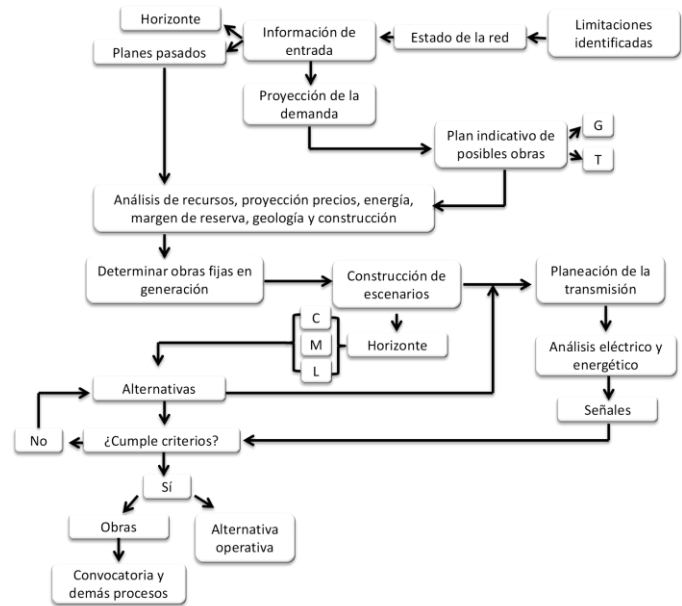 Horizonte
Planes pasados
Información de
entrada
Estado de la red
Limitaciones
identificadas
Proyección de la
demanda
Plan indicativo de
posibles obras
G
T
Análisis de recursos, proyección precios, energía,
margen de reserva, geología y construcción
Determinar obras fijas en
generación
Construcción de
escenarios
Planeación de la
transmisión
C
M
L
Horizonte
Análisis eléctrico y
energético
Alternativas
Señales
No
¿Cumple criterios?
Sí
Obras
Alternativa
operativa
Convocatoria y
demás procesos